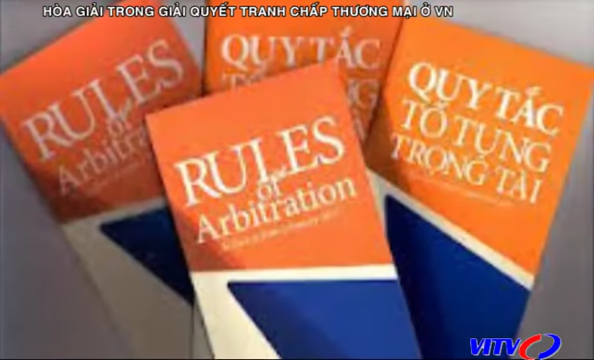 HÒA GIẢI TRONG GIẢI QUYẾT TRANH CHẤP THƯƠNG MẠI Ở VN
RULES
of
Arbitration
QUY TẮC
TỐ TỤNG
QUY TẮC
TỐ TỤNG
TRỌNG TÀI
RULES
of
Arbitration
VITV